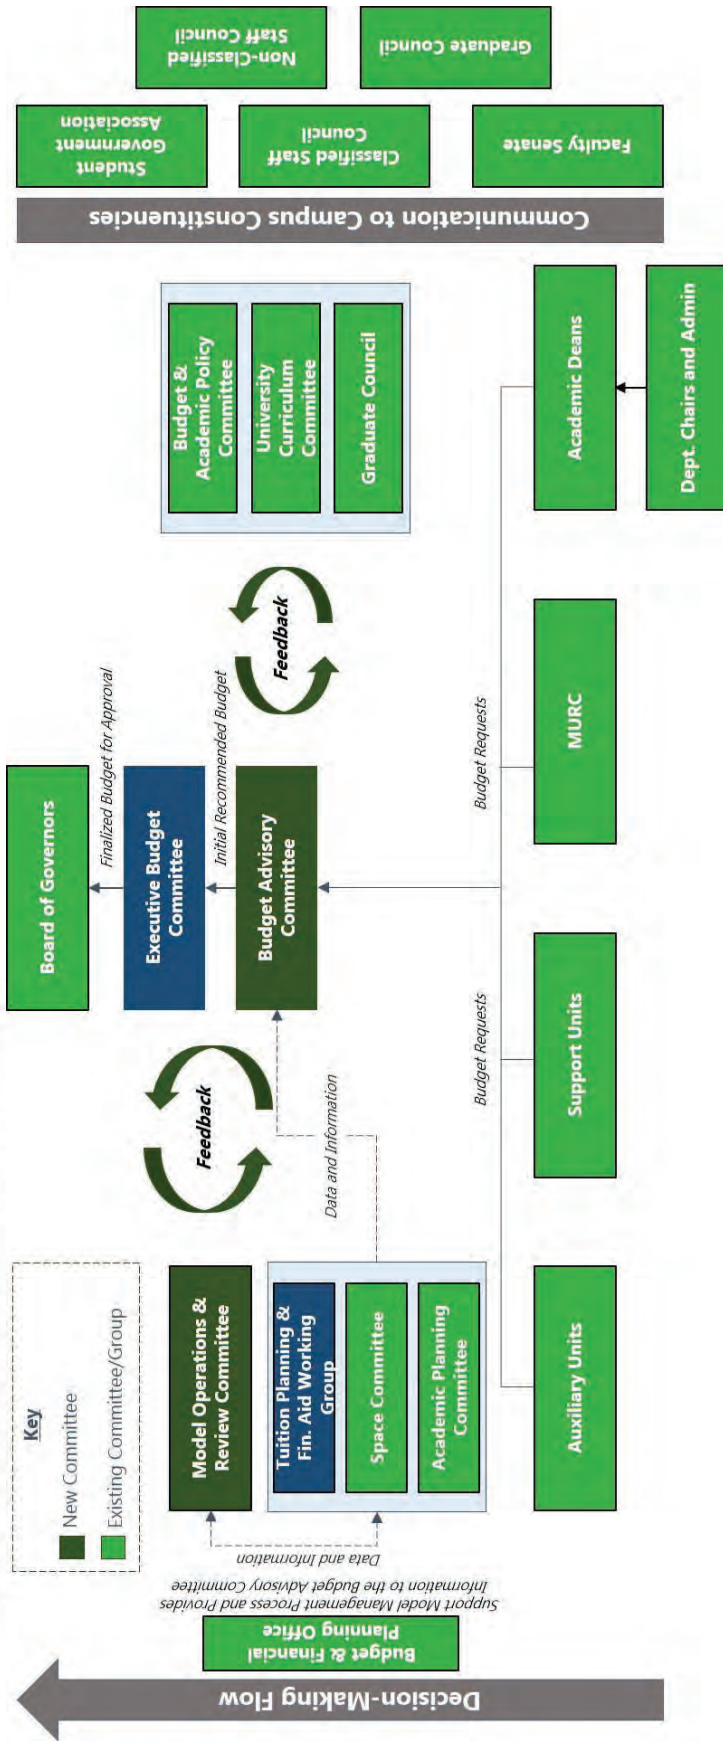 Decision-Making Flow
Budget & Financial
Planning Office
Support Model Management Process and Provides
Information to the Budget Advisory Committee
Key
New Committee
Existing Committee/Group
Data and Information
Model Operations &
Review Committee
Tuition Planning &
Fin. Aid Working
Group
Space Committee
Academic Planning
Committee
Auxiliary Units
Feedback
Data and Information
Board of Governors
Finalized Budget for Approval
Executive Budget
Committee
Initial Recommended Budget
Budget Advisory
Committee
Budget Requests
Support Units
Budget Requests
MURC
Feedback
Budget &
Academic Policy
Committee
University
Curriculum
Committee
Graduate Council
Academic Deans
Dept. Chairs and Admin
Communication to Campus Constituencies
Student
Government
Association
Classified Staff
Council
Faculty Senate
Non-Classified
Staff Council
Graduate Council